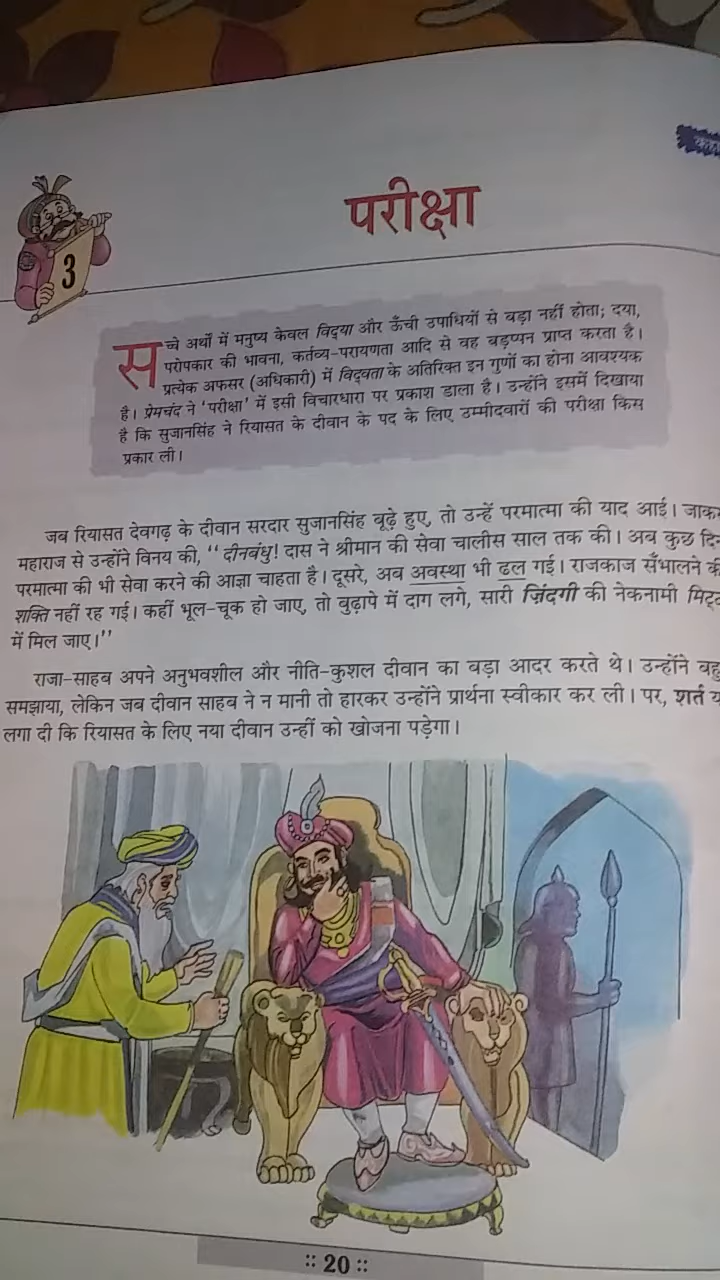 परीक्षा
3
सच्चे अर्थों में मनुष्य केवल विद्या और ऊँची उपाधियों से बड़ा नहीं होता; दया,
परोपकार की भावना, कर्तव्य-परायणता आदि से वह बड़प्पन प्राप्त करता है।
प्रत्येक अफसर (अधिकारी) में विद्वता के अतिरिक्त इन गुणों का होना आवश्यक
है। प्रेमचंद ने 'परीक्षा' में इसी विचारधारा पर प्रकाश डाला है। उन्होंने इसमें दिखाया
है कि सुजानसिंह ने रियासत के दीवान के पद के लिए उम्मीदवारों की परीक्षा किस
प्रकार ली।
जब रियासत देवगढ़ के दीवान सरदार सुजानसिंह बूढ़े हुए, तो उन्हें परमात्मा की याद आई। जाक
महाराज से उन्होंने विनय की, "दीनबंधु! दास ने श्रीमान की सेवा चालीस साल तक की। अब कुछ दि
परमात्मा की भी सेवा करने की आज्ञा चाहता है। दूसरे, अब अवस्था भी ढल गई। राजकाज सँभालने की
शक्ति नहीं रह गई। कहीं भूल-चूक हो जाए, तो बुढ़ापे में दाग लगे, सारी ज़िंदगी की नेकनामी मिट्
में मिल जाए।"
राजा-साहब अपने अनुभवशील और नीति-कुशल दीवान का बड़ा आदर करते थे। उन्होंने बहु
समझाया, लेकिन जब दीवान साहब ने न मानी तो हारकर उन्होंने प्रार्थना स्वीकार कर ली। पर, शर्त य
लगा दी कि रियासत के लिए नया दीवान उन्हीं को खोजना पड़ेगा।
:: 20 ::